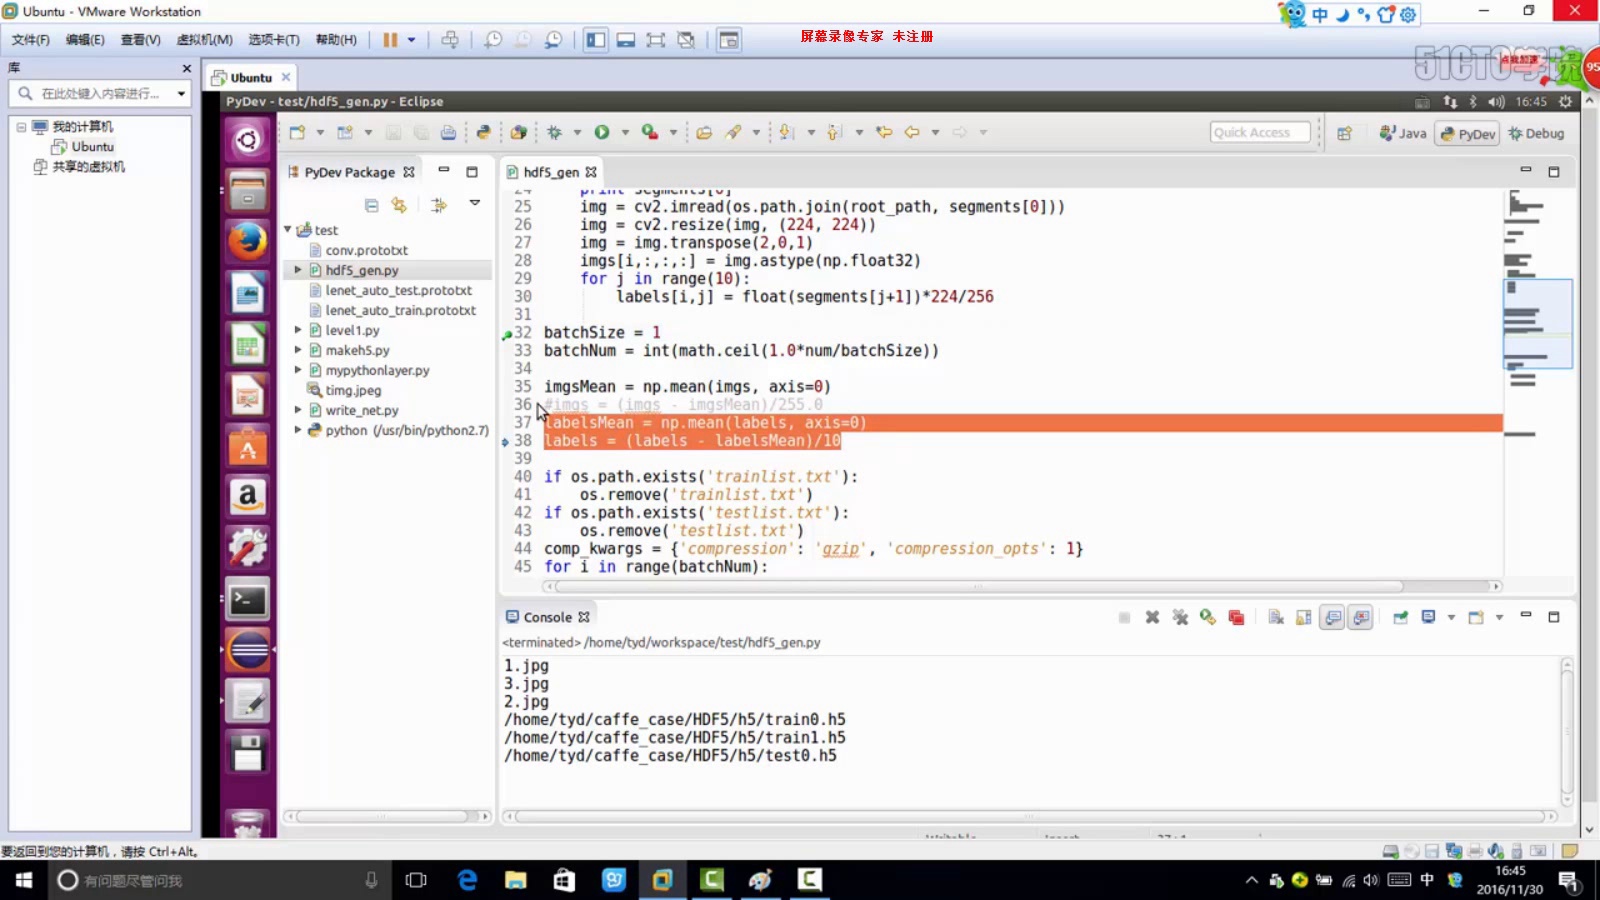 Ubuntu - VMware Workstation
文件(F) 编辑(E) 查看(V) 虚拟机(M) 选项卡(T) 帮助(H)
屏幕录像专家 未注册
中
51CTO学院
点我加速
95
库
在此处键入内容进行...
我的计算机
Ubuntu
共享的虚拟机
Ubuntu
PyDev - test/hdf5_gen.py - Eclipse
16:45
Quick Access
Java
PyDev
Debug
PyDev Package
test
conv.prototxt
hdf5_gen.py
lenet_auto_test.prototxt
lenet_auto_train.prototxt
level1.py
makeh5.py
mypythonlayer.py
timg.jpeg
write_net.py
python (/usr/bin/python2.7)
hdf5_gen
24 print segments[0]
25 img = cv2.imread(os.path.join(root_path, segments[0]))
26 img = cv2.resize(img, (224, 224))
27 img = img.transpose(2,0,1)
28 imgs[i,:,:,:] = img.astype(np.float32)
29 for j in range(10):
30 labels[i,j] = float(segments[j+1])*224/256
31
32 batchSize = 1
33 batchNum = int(math.ceil(1.0*num/batchSize))
34
35 imgsMean = np.mean(imgs, axis=0)
36 #imgs = (imgs - imgsMean)/255.0
37 labelsMean = np.mean(labels, axis=0)
38 labels = (labels - labelsMean)/10
39
40 if os.path.exists('trainlist.txt'):
41 os.remove('trainlist.txt')
42 if os.path.exists('testlist.txt'):
43 os.remove('testlist.txt')
44 comp_kwargs = {'compression': 'gzip', 'compression_opts': 1}
45 for i in range(batchNum):
Console
<terminated> /home/tyd/workspace/test/hdf5_gen.py
1.jpg
3.jpg
2.jpg
/home/tyd/caffe_case/HDF5/h5/train0.h5
/home/tyd/caffe_case/HDF5/h5/train1.h5
/home/tyd/caffe_case/HDF5/h5/test0.h5
要返回到您的计算机，请按 Ctrl+Alt。
有问题尽管问我
中
16:45
2016/11/30
1